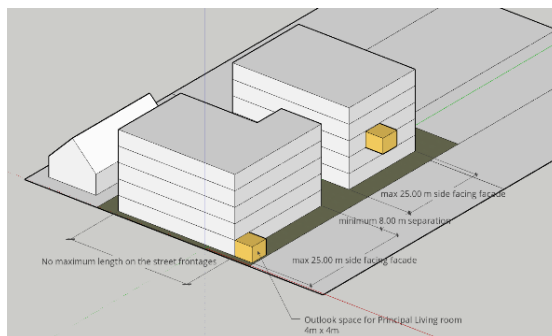 max 25.00 m side facing facade
minimum 8.00 m separation
No maximum length on the street frontages
max 25.00 m side facing facade
Outlook space for Principal Living room
4m x 4m